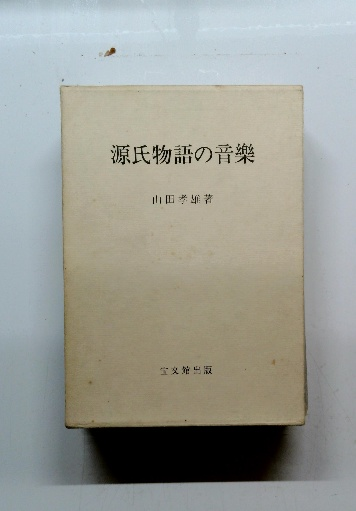 源氏物語の音樂
山田孝雄著
宝文館出版